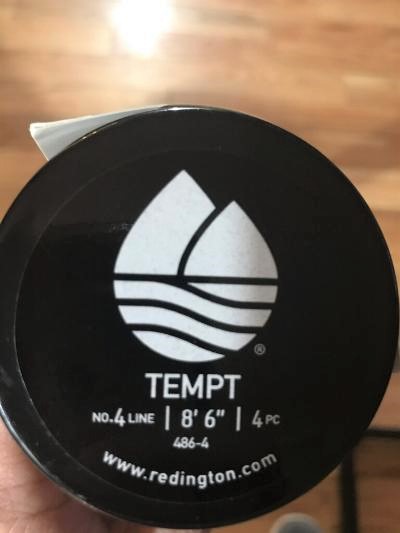 ®
TEMPT
NO.4 LINE | 8' 6" | 4 PC
486-4
www.redington.com